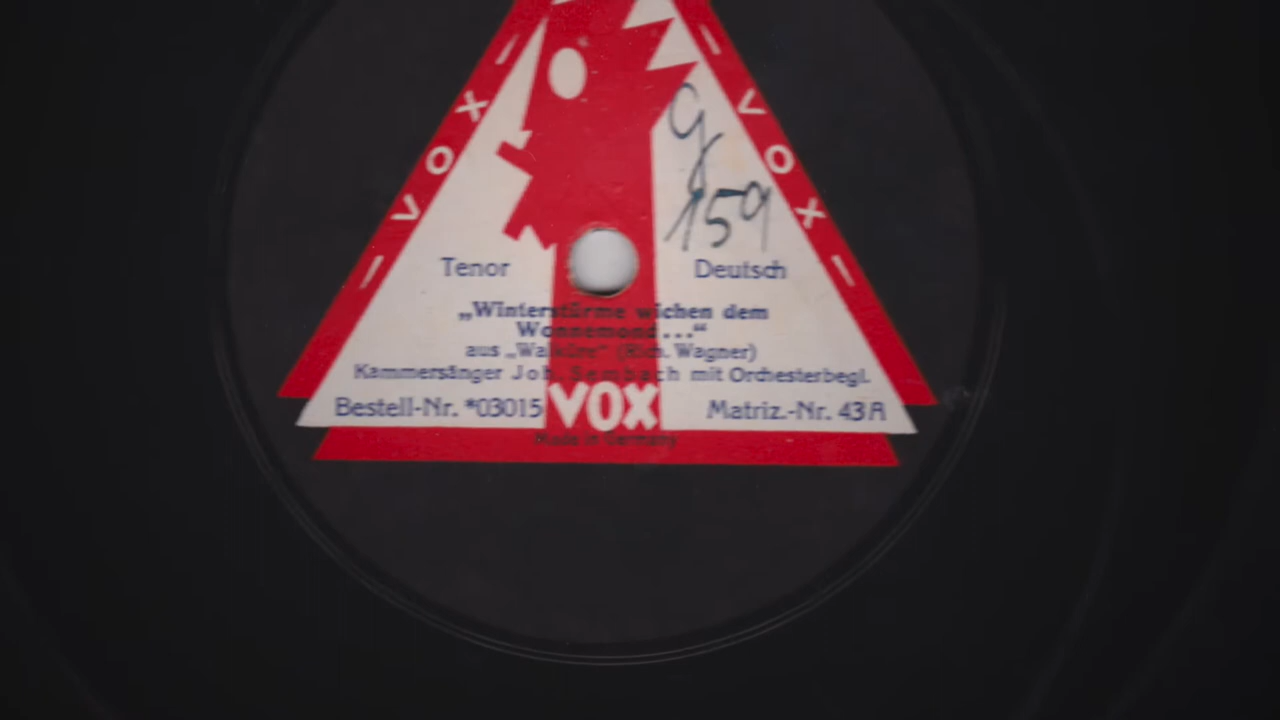 VOX
VOX
G
159
Tenor
Deutsch
„Winterstürme wichen dem
Wonnemond..."
aus „Walküre" (Rich. Wagner)
Kammersänger Joh. Sembach mit Orchesterbegl.
Bestell-Nr. *03015
VOX
Matriz.-Nr. 43 A
Made in Germany